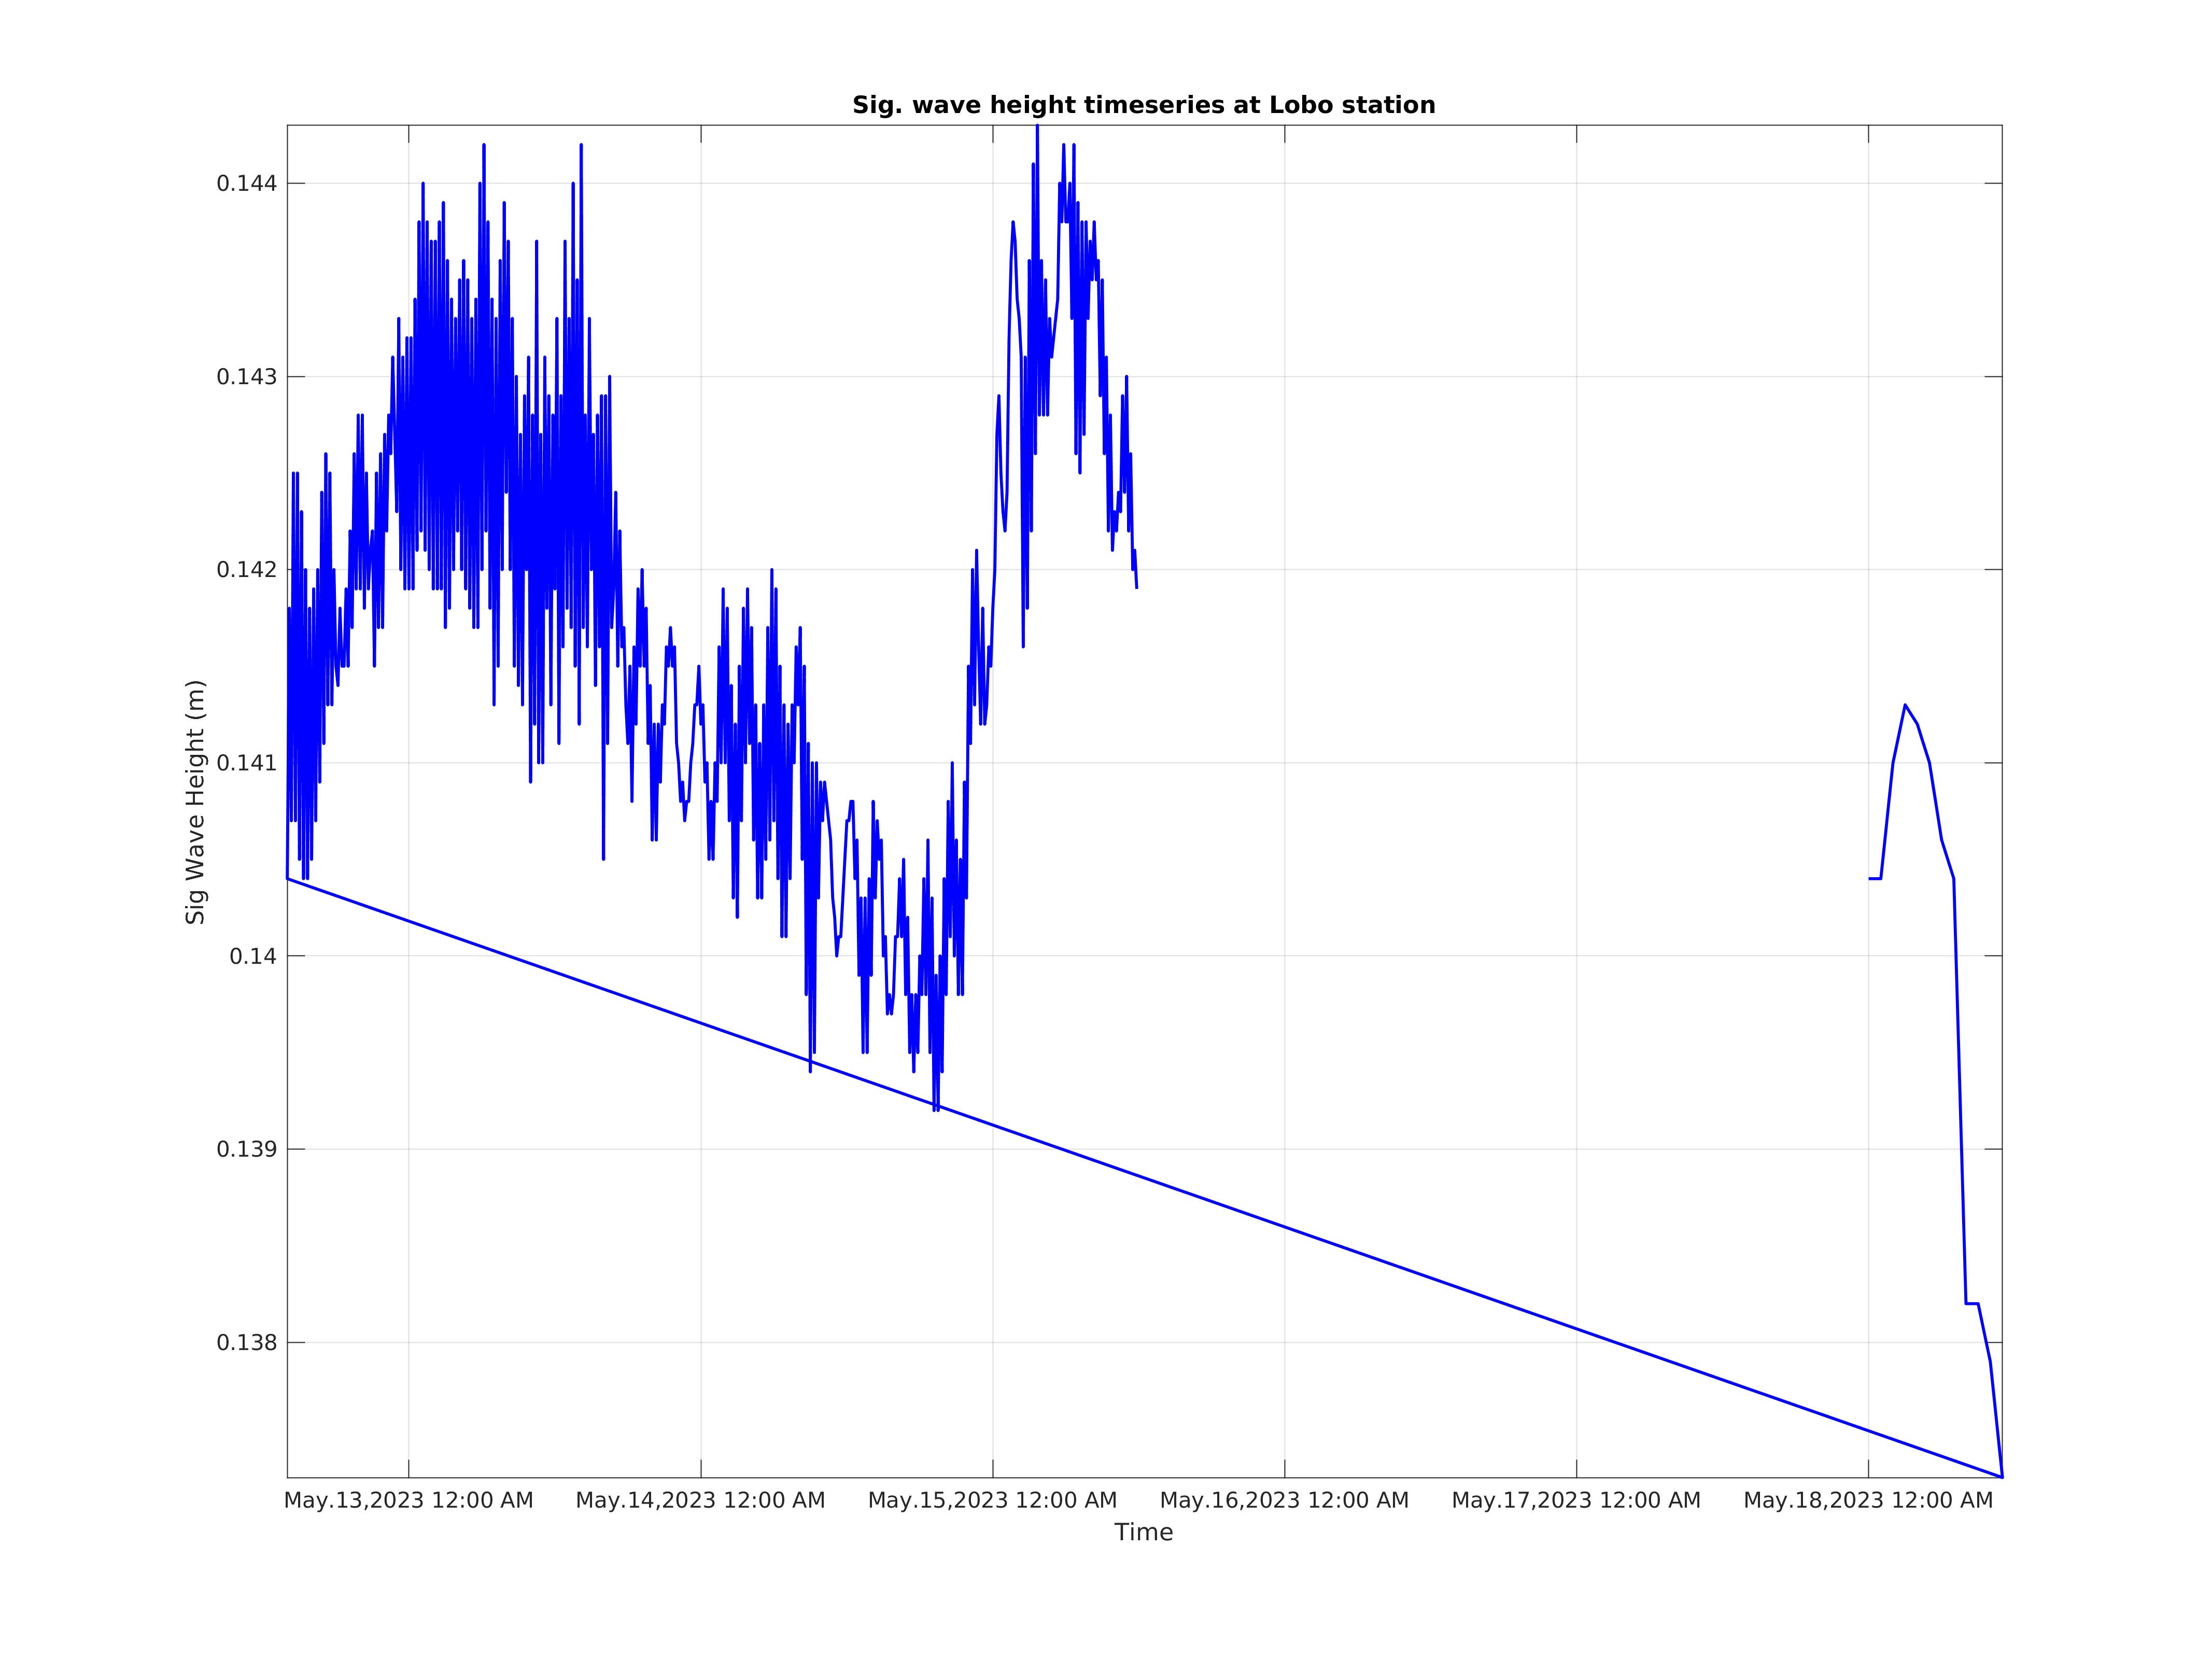 Sig. wave height timeseries at Lobo station
0.144
0.143
0.142
0.141
0.14
0.139
0.138
Sig Wave Height (m)
May.13,2023 12:00 AM May.14,2023 12:00 AM May.15,2023 12:00 AM May.16,2023 12:00 AM May.17,2023 12:00 AM May.18,2023 12:00 AM
Time